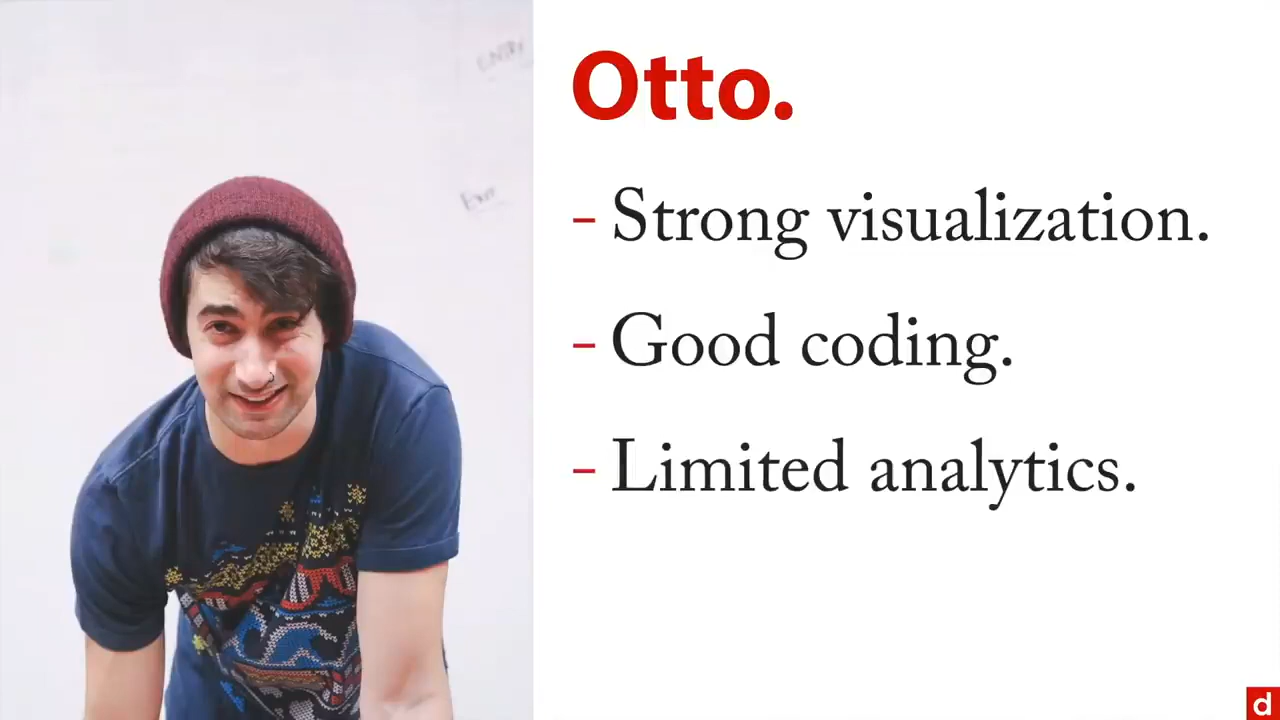 Otto.
- Strong visualization.
- Good coding.
- Limited analytics.
d